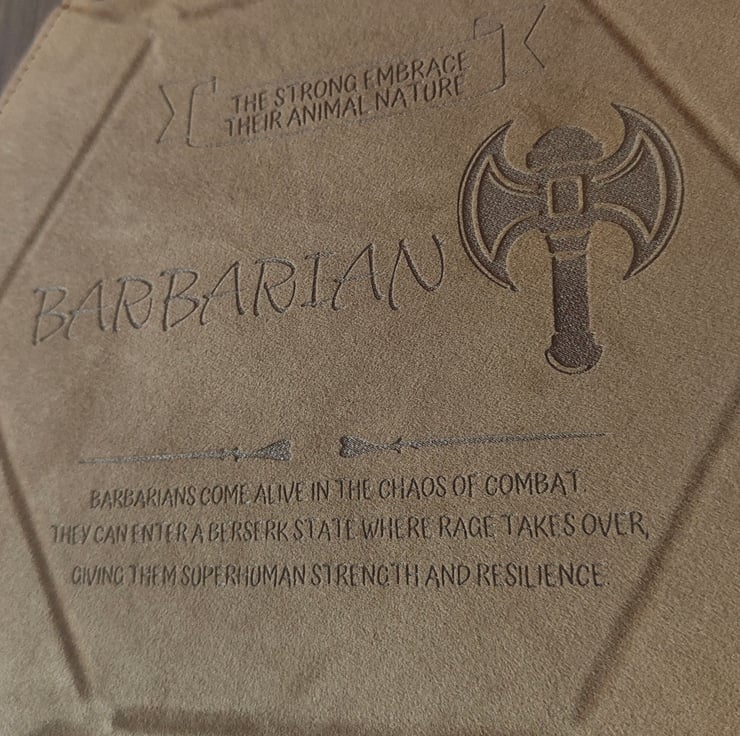 THE STRONG EMBRACE
THEIR ANIMAL NATURE
BARBARIAN
BARBARIANS COME ALIVE IN THE CHAOS OF COMBAT.
THEY CAN ENTER A BERSERK STATE WHERE RAGE TAKES OVER,
GIVING THEM SUPERHUMAN STRENGTH AND RESILIENCE.